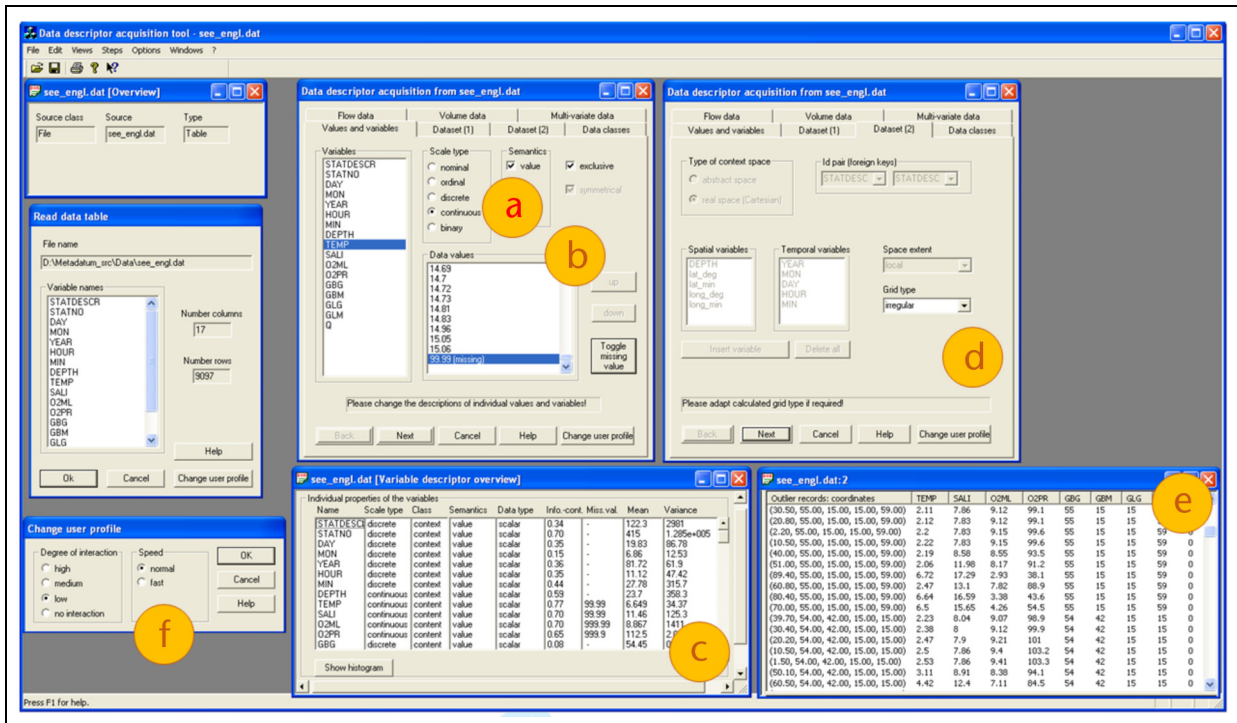 Data descriptor acquisition tool - see_engl.dat
File Edit Views Steps Options Windows ?
see_engl.dat [Overview]
Source class Source Type
File see_engl.dat Table
Read data table
File name
D:\Metadatum_src\Data\see_engl.dat
Variable names
STATDESCR
STATNO
DAY
MON
YEAR
HOUR
MIN
DEPTH
TEMP
SALI
O2ML
O2PR
GBG
GBM
GLG
Number columns
17
Number rows
9097
Help
Ok Cancel Change user profile
Change user profile
Degree of interaction Speed
high normal OK
medium fast Cancel
low Help
no interaction
f
Data descriptor acquisition from see_engl.dat
Flow data Volume data Multi-variate data
Values and variables Dataset (1) Dataset (2) Data classes
Variables
STATDESCR
STATNO
DAY
MON
YEAR
HOUR
MIN
DEPTH
TEMP
SALI
O2ML
O2PR
GBG
GBM
GLG
GLM
Q
Scale type
nominal
ordinal
discrete
continuous
binary
Semantics
value exclusive
symmetrical
a
b
Data values
14.69
14.7
14.72
14.73
14.81
14.83
14.96
15.05
15.06
99.99 (missing)
up
down
Toggle
missing
value
Please change the descriptions of individual values and variables!
Back Next Cancel Help Change user profile
Data descriptor acquisition from see_engl.dat
Flow data Volume data Multi-variate data
Values and variables Dataset (1) Dataset (2) Data classes
Type of context space Id pair (foreign keys)
abstract space STATDESC STATDESC
real space (Cartesian)
Spatial variables
DEPTH
lat_deg
lat_min
long_deg
long_min
Temporal variables
YEAR
MON
DAY
HOUR
MIN
Space extent
local
Grid type
irregular
Insert variable Delete all
d
Please adapt calculated grid type if required!
Back Next Cancel Help Change user profile
see_engl.dat [Variable descriptor overview]
Individual properties of the variables
Name Scale type Class Semantics Data type Info.-cont. Miss.val. Mean Variance
discrete context value scalar 0.34 - 122.3 2981
STATNO discrete context value scalar 0.70 - 415 1.285e+005
DAY discrete context value scalar 0.35 - 19.83 86.78
MON discrete context value scalar 0.15 - 6.86 12.53
YEAR discrete context value scalar 0.36 - 81.72 61.9
HOUR discrete context value scalar 0.35 - 11.12 47.42
MIN discrete context value scalar 0.44 - 27.78 315.7
DEPTH continuous context value scalar 0.59 - 23.7 358.3
TEMP continuous content value scalar 0.77 99.99 6.649 34.37
SALI continuous content value scalar 0.70 99.99 11.46 125.3
O2ML continuous content value scalar 0.70 999.99 8.867 1411
O2PR continuous content value scalar 0.65 999.9 112.5
GBG continuous content value scalar 0.08 - 54.45
Show histogram
c
see_engl.dat:2
Outlier records: coordinates TEMP SALI O2ML O2PR GBG GBM GLG
(30.50, 55.00, 15.00, 15.00, 59.00) 2.11 7.86 9.12 99.1 55 15 15
(20.80, 55.00, 15.00, 15.00, 59.00) 2.12 7.83 9.12 99.1 55 15 15
(2.20, 55.00, 15.00, 15.00, 59.00) 2.2 7.83 9.15 99.6 55 15 15 59 0
(10.50, 55.00, 15.00, 15.00, 59.00) 2.22 7.83 9.15 99.6 55 15 15 59 0
(40.00, 55.00, 15.00, 15.00, 59.00) 2.19 8.58 8.55 93.5 55 15 15 59 0
(51.00, 55.00, 15.00, 15.00, 59.00) 2.06 11.98 8.17 91.2 55 15 15 59 0
(89.40, 55.00, 15.00, 15.00, 59.00) 6.72 17.29 2.93 38.1 55 15 15 59 0
(60.80, 55.00, 15.00, 15.00, 59.00) 2.47 13.1 7.82 88.9 55 15 15 59 0
(80.40, 55.00, 15.00, 15.00, 59.00) 6.64 16.59 3.38 43.6 55 15 15 59 0
(70.00, 55.00, 15.00, 15.00, 59.00) 6.5 15.65 4.26 54.5 55 15 15 59 0
(39.70, 54.00, 42.00, 15.00, 15.00) 2.23 8.04 9.07 98.9 54 42 15 15 0
(30.40, 54.00, 42.00, 15.00, 15.00) 2.38 8 9.12 99.9 54 42 15 15 0
(20.20, 54.00, 42.00, 15.00, 15.00) 2.47 7.9 9.21 101 54 42 15 15 0
(10.50, 54.00, 42.00, 15.00, 15.00) 2.5 7.86 9.4 103.2 54 42 15 15 0
(1.50, 54.00, 42.00, 15.00, 15.00) 2.53 7.86 9.41 103.3 54 42 15 15 0
(50.10, 54.00, 42.00, 15.00, 15.00) 3.11 8.91 8.38 94.1 54 42 15 15 0
(60.50, 54.00, 42.00, 15.00, 15.00) 4.42 12.4 7.11 84.5 54 42 15 15 0
e
Press F1 for help.